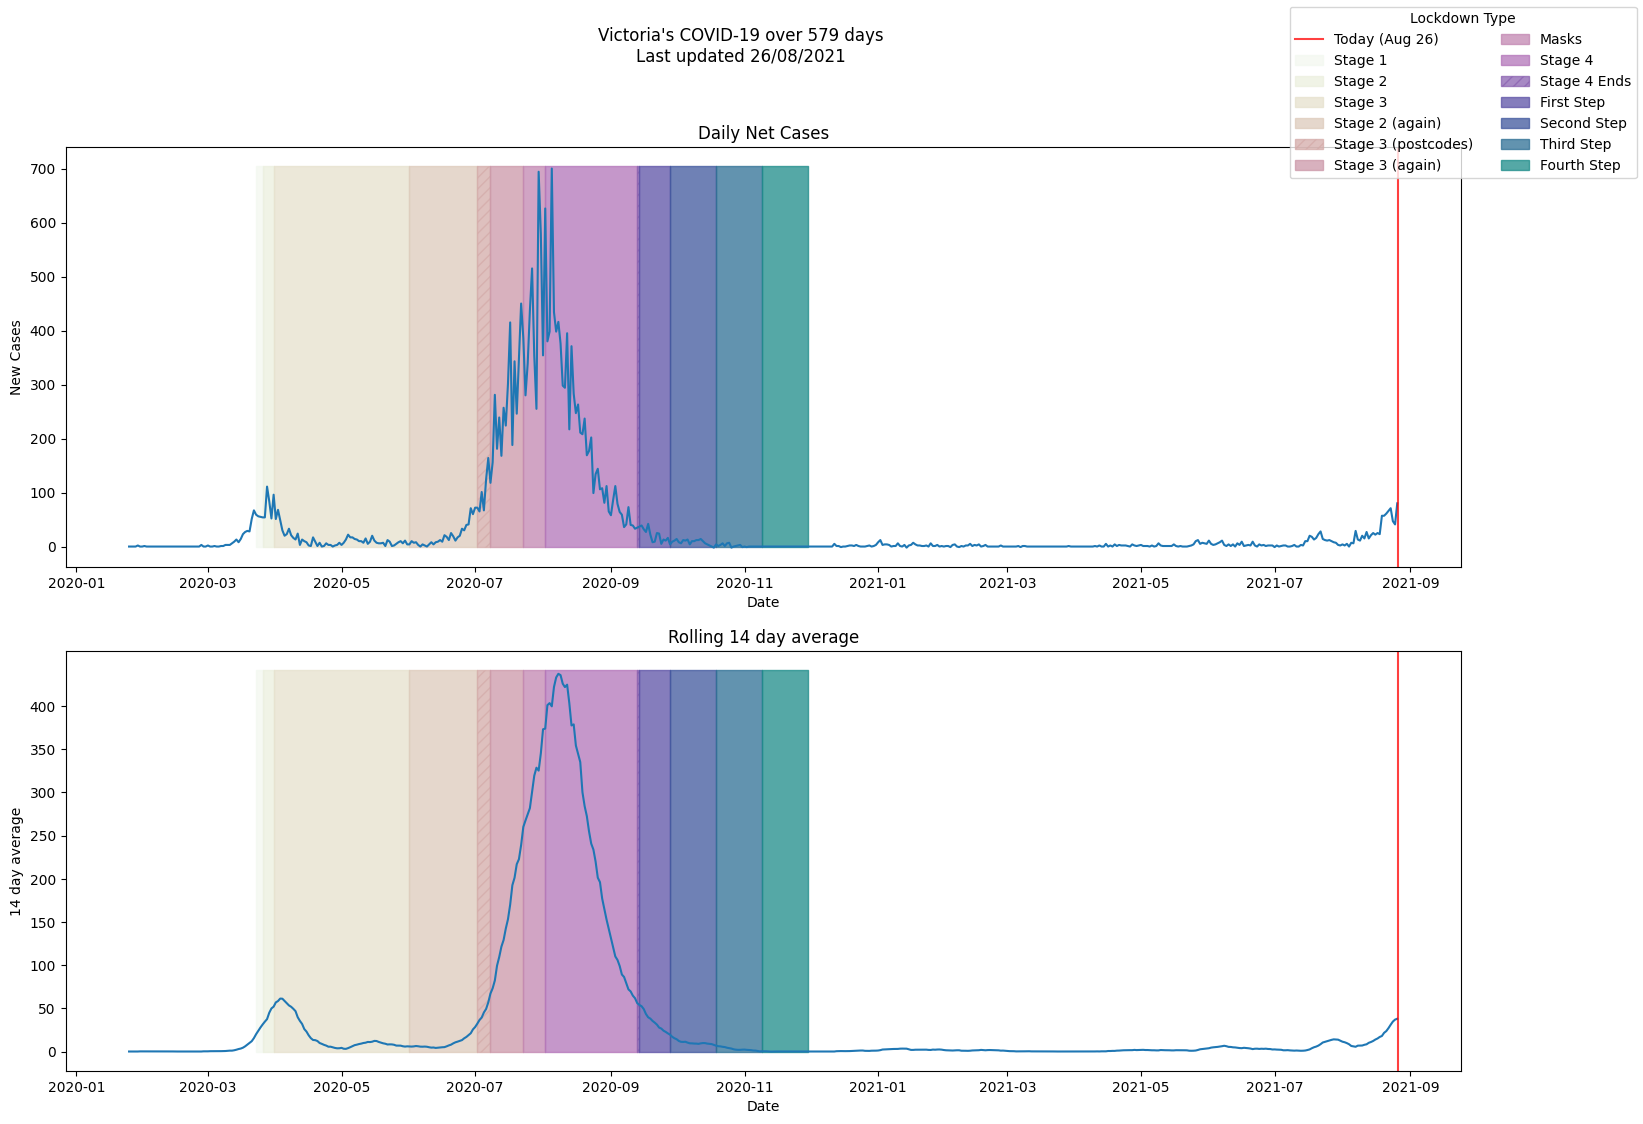 Victoria's COVID-19 over 579 days
Last updated 26/08/2021
Lockdown Type
Today (Aug 26)
Stage 1
Stage 2
Stage 3
Stage 2 (again)
Stage 3 (postcodes)
Stage 3 (again)
Masks
Stage 4
Stage 4 Ends
First Step
Second Step
Third Step
Fourth Step
Daily Net Cases
New Cases
700
600
500
400
300
200
100
0
2020-01
2020-03
2020-05
2020-07
2020-09
2020-11
2021-01
2021-03
2021-05
2021-07
2021-09
Date
Rolling 14 day average
14 day average
400
350
300
250
200
150
100
50
0
2020-01
2020-03
2020-05
2020-07
2020-09
2020-11
2021-01
2021-03
2021-05
2021-07
2021-09
Date